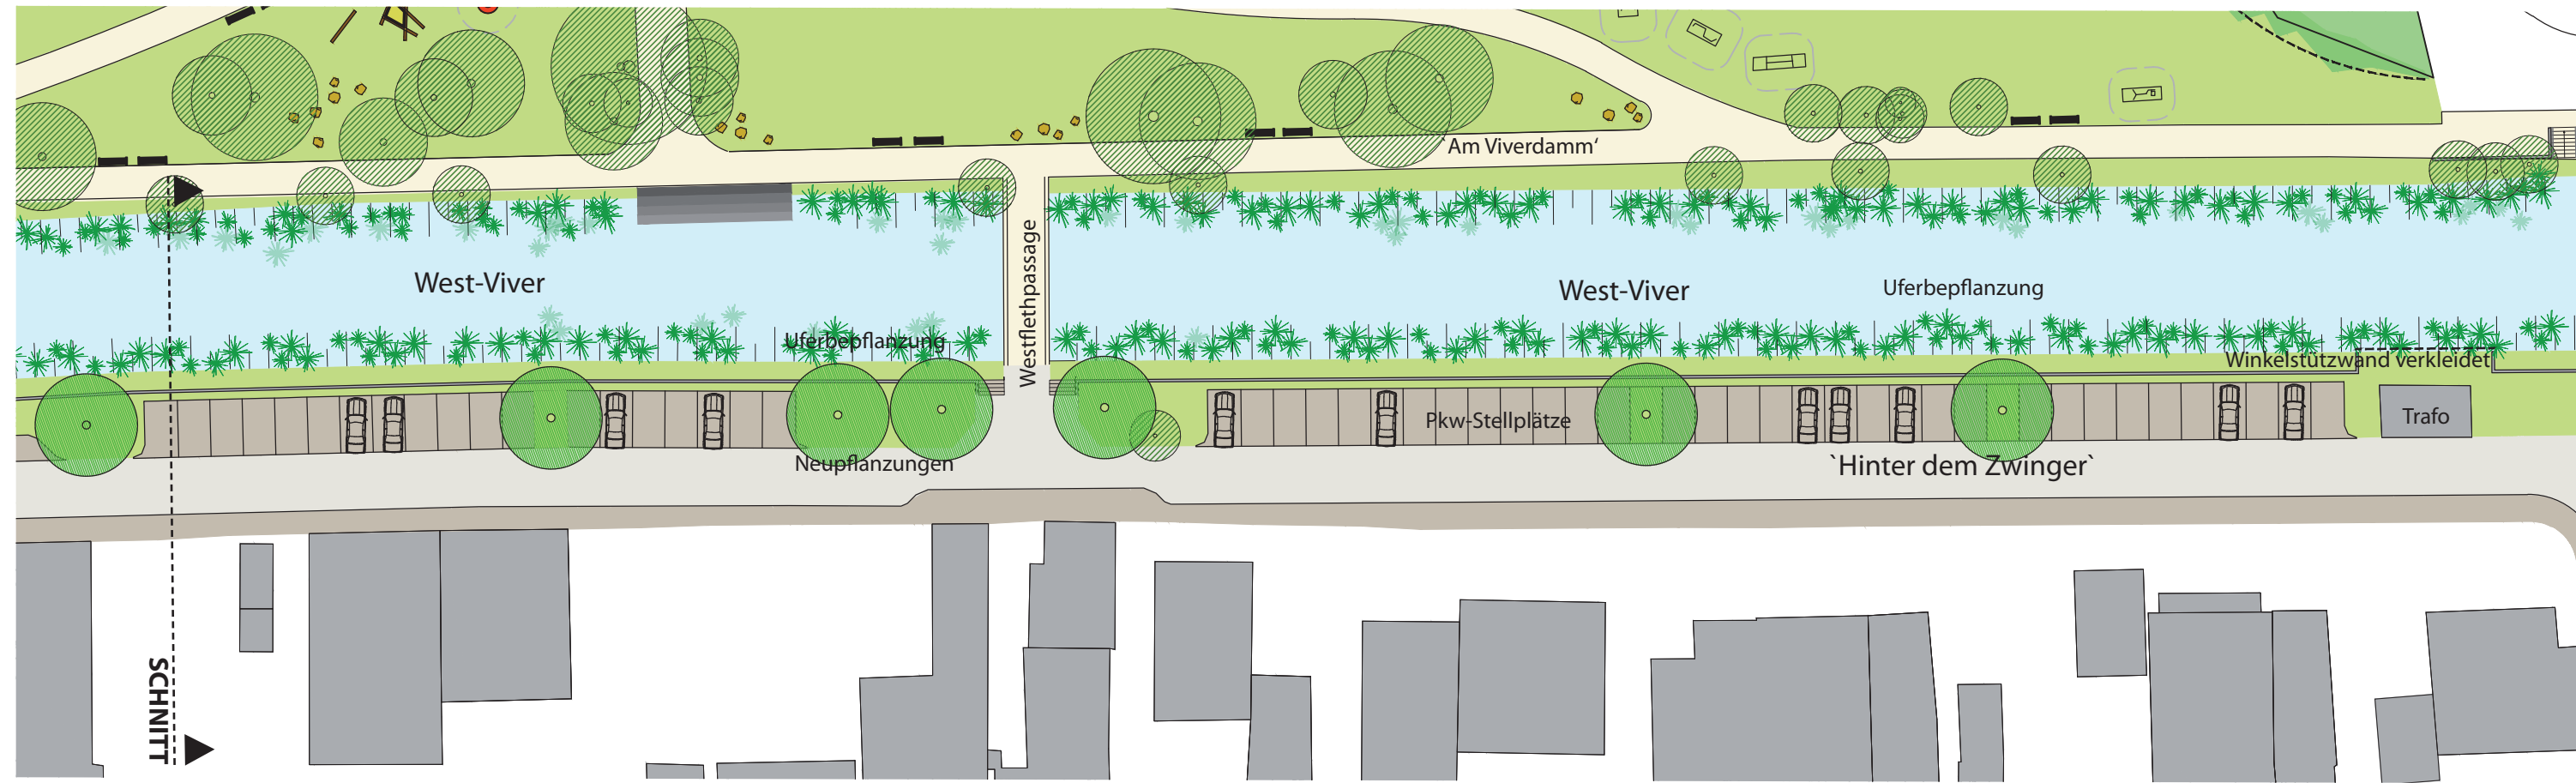 `Am Viverdamm‘
West-Viver
Westflethpassage
West-Viver
Uferbepflanzung
Uferbepflanzung
Winkelstützwand verkleidet
Pkw-Stellplätze
Trafo
Neupflanzungen
`Hinter dem Zwinger`
SCHNITT